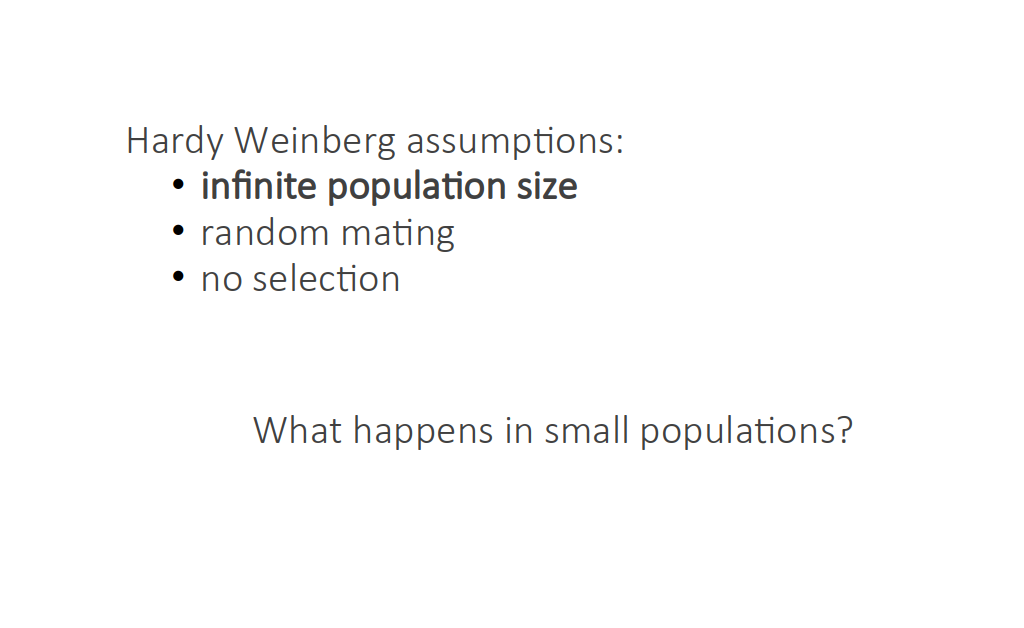 Hardy Weinberg assumptions:
• infinite population size
• random mating
• no selection
What happens in small populations?